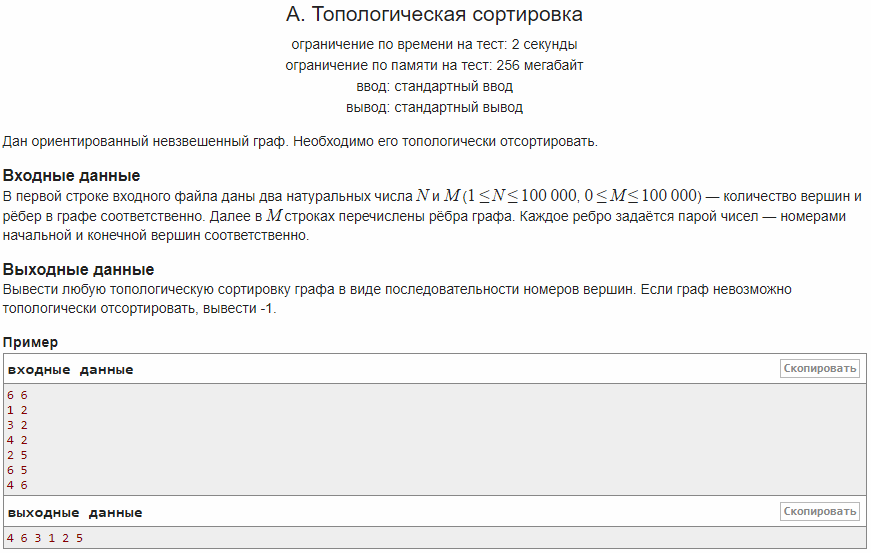 A. Топологическая сортировка
ограничение по времени на тест: 2 секунды
ограничение по памяти на тест: 256 мегабайт
ввод: стандартный ввод
вывод: стандартный вывод
Дан ориентированный невзвешенный граф. Необходимо его топологически отсортировать.
Входные данные
В первой строке входного файла даны два натуральных числа N и M (1 ≤ N ≤ 100 000, 0 ≤ M ≤ 100 000) — количество вершин и
рёбер в графе соответственно. Далее в M строках перечислены рёбра графа. Каждое ребро задаётся парой чисел — номерами
начальной и конечной вершин соответственно.
Выходные данные
Вывести любую топологическую сортировку графа в виде последовательности номеров вершин. Если граф невозможно
топологически отсортировать, вывести -1.
Пример
входные данные Скопировать
6 6
1 2
3 2
4 2
2 5
6 5
4 6
выходные данные Скопировать
4 6 3 1 2 5